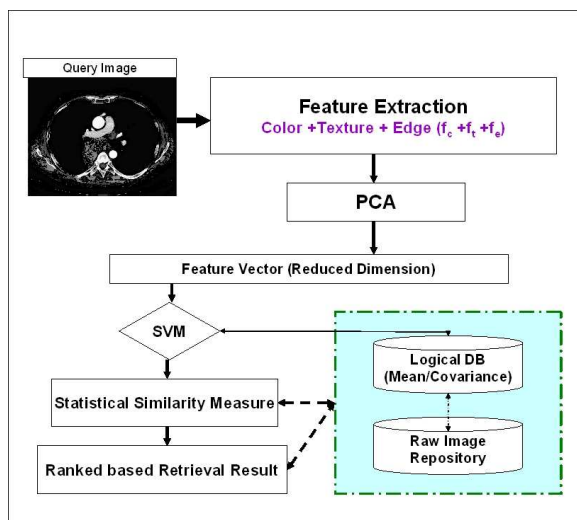 Query Image
Feature Extraction
Color +Texture + Edge (fc +ft +fe)
PCA
Feature Vector (Reduced Dimension)
SVM
Logical DB
(Mean/Covariance)
Statistical Similarity Measure
Raw Image
Repository
Ranked based Retrieval Result